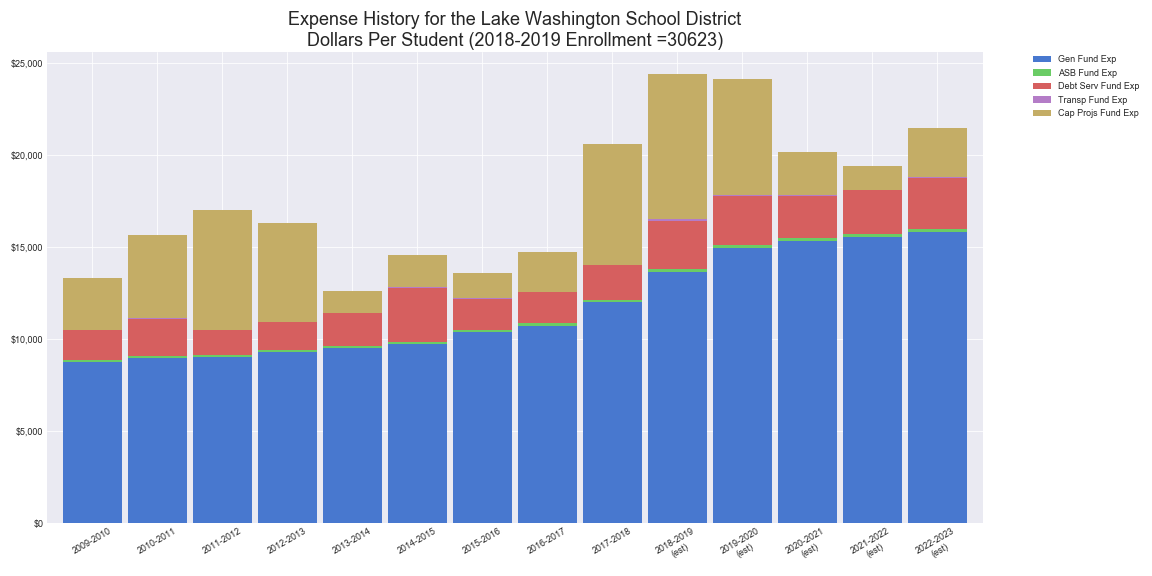 Expense History for the Lake Washington School District
Dollars Per Student (2018-2019 Enrollment =30623)
$25,000
$20,000
$15,000
$10,000
$5,000
$0
2009-2010
2010-2011
2011-2012
2012-2013
2013-2014
2014-2015
2015-2016
2016-2017
2017-2018
2018-2019
(est)
2019-2020
(est)
2020-2021
(est)
2021-2022
(est)
2022-2023
(est)
Gen Fund Exp
ASB Fund Exp
Debt Serv Fund Exp
Transp Fund Exp
Cap Projs Fund Exp